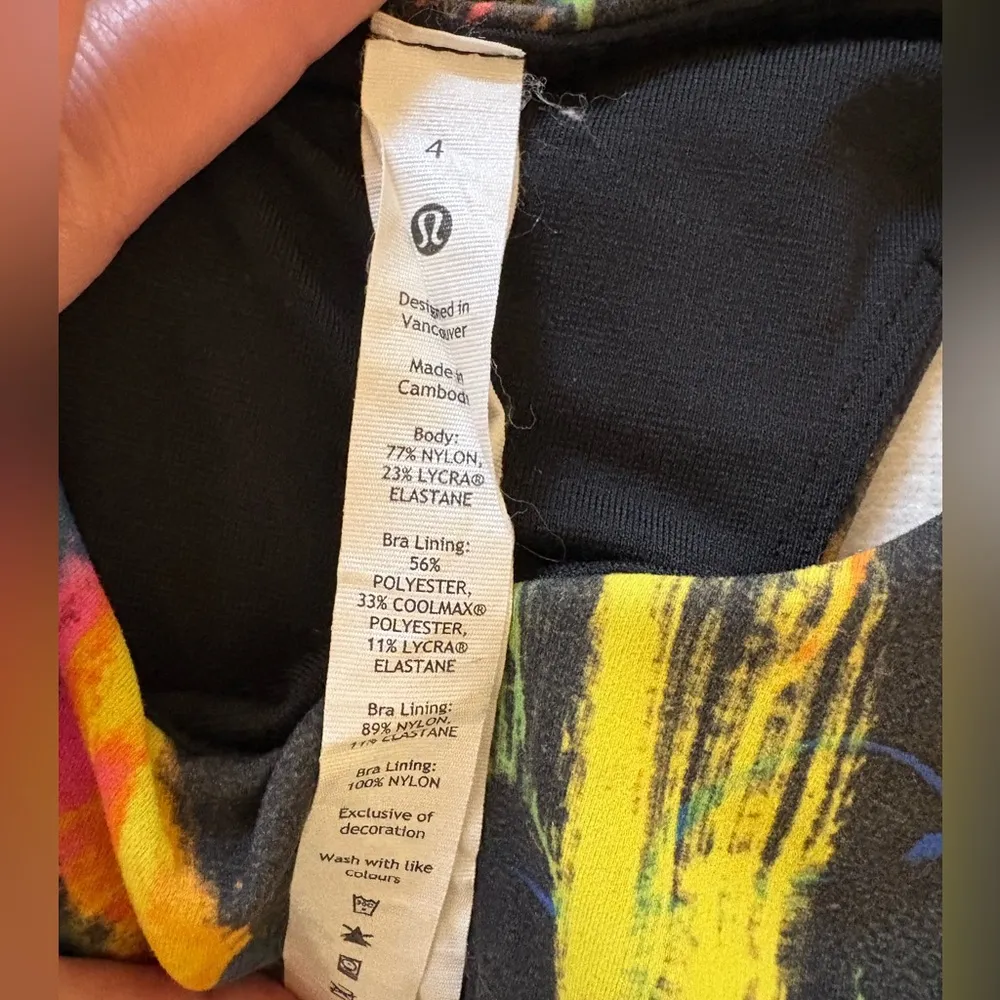 4
Designed in
Vancouver
Made in
Cambodi
Body:
77% NYLON,
23% LYCRA®
ELASTANE
Bra Lining:
56%
POLYESTER,
33% COOLMAX®
POLYESTER,
11% LYCRA®
ELASTANE
Bra Lining:
89% NYLON,
11% ELASTANE
Bra Lining:
100% NYLON
Exclusive of
decoration
Wash with like
colours